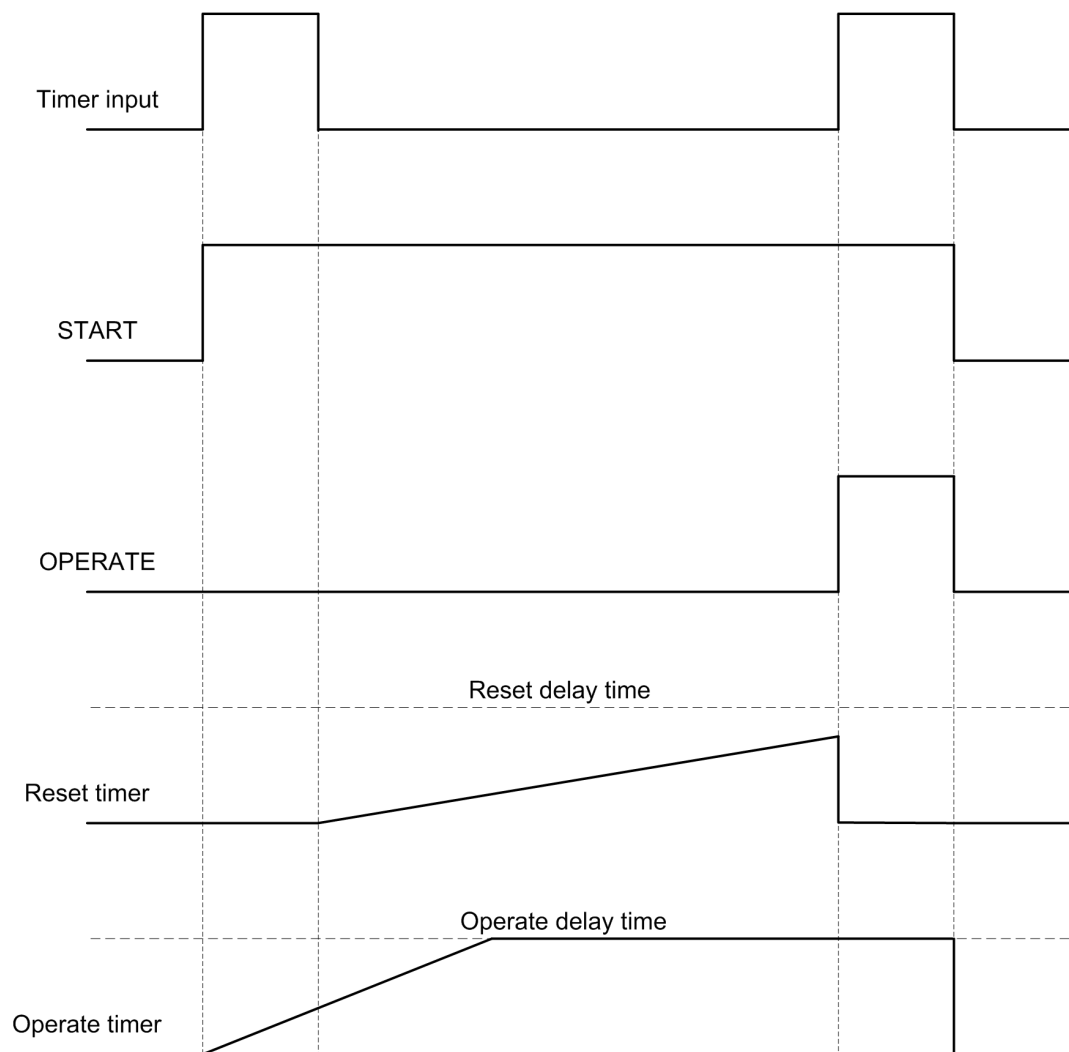 Timer input
START
OPERATE
Reset delay time
Reset timer
Operate delay time
Operate timer